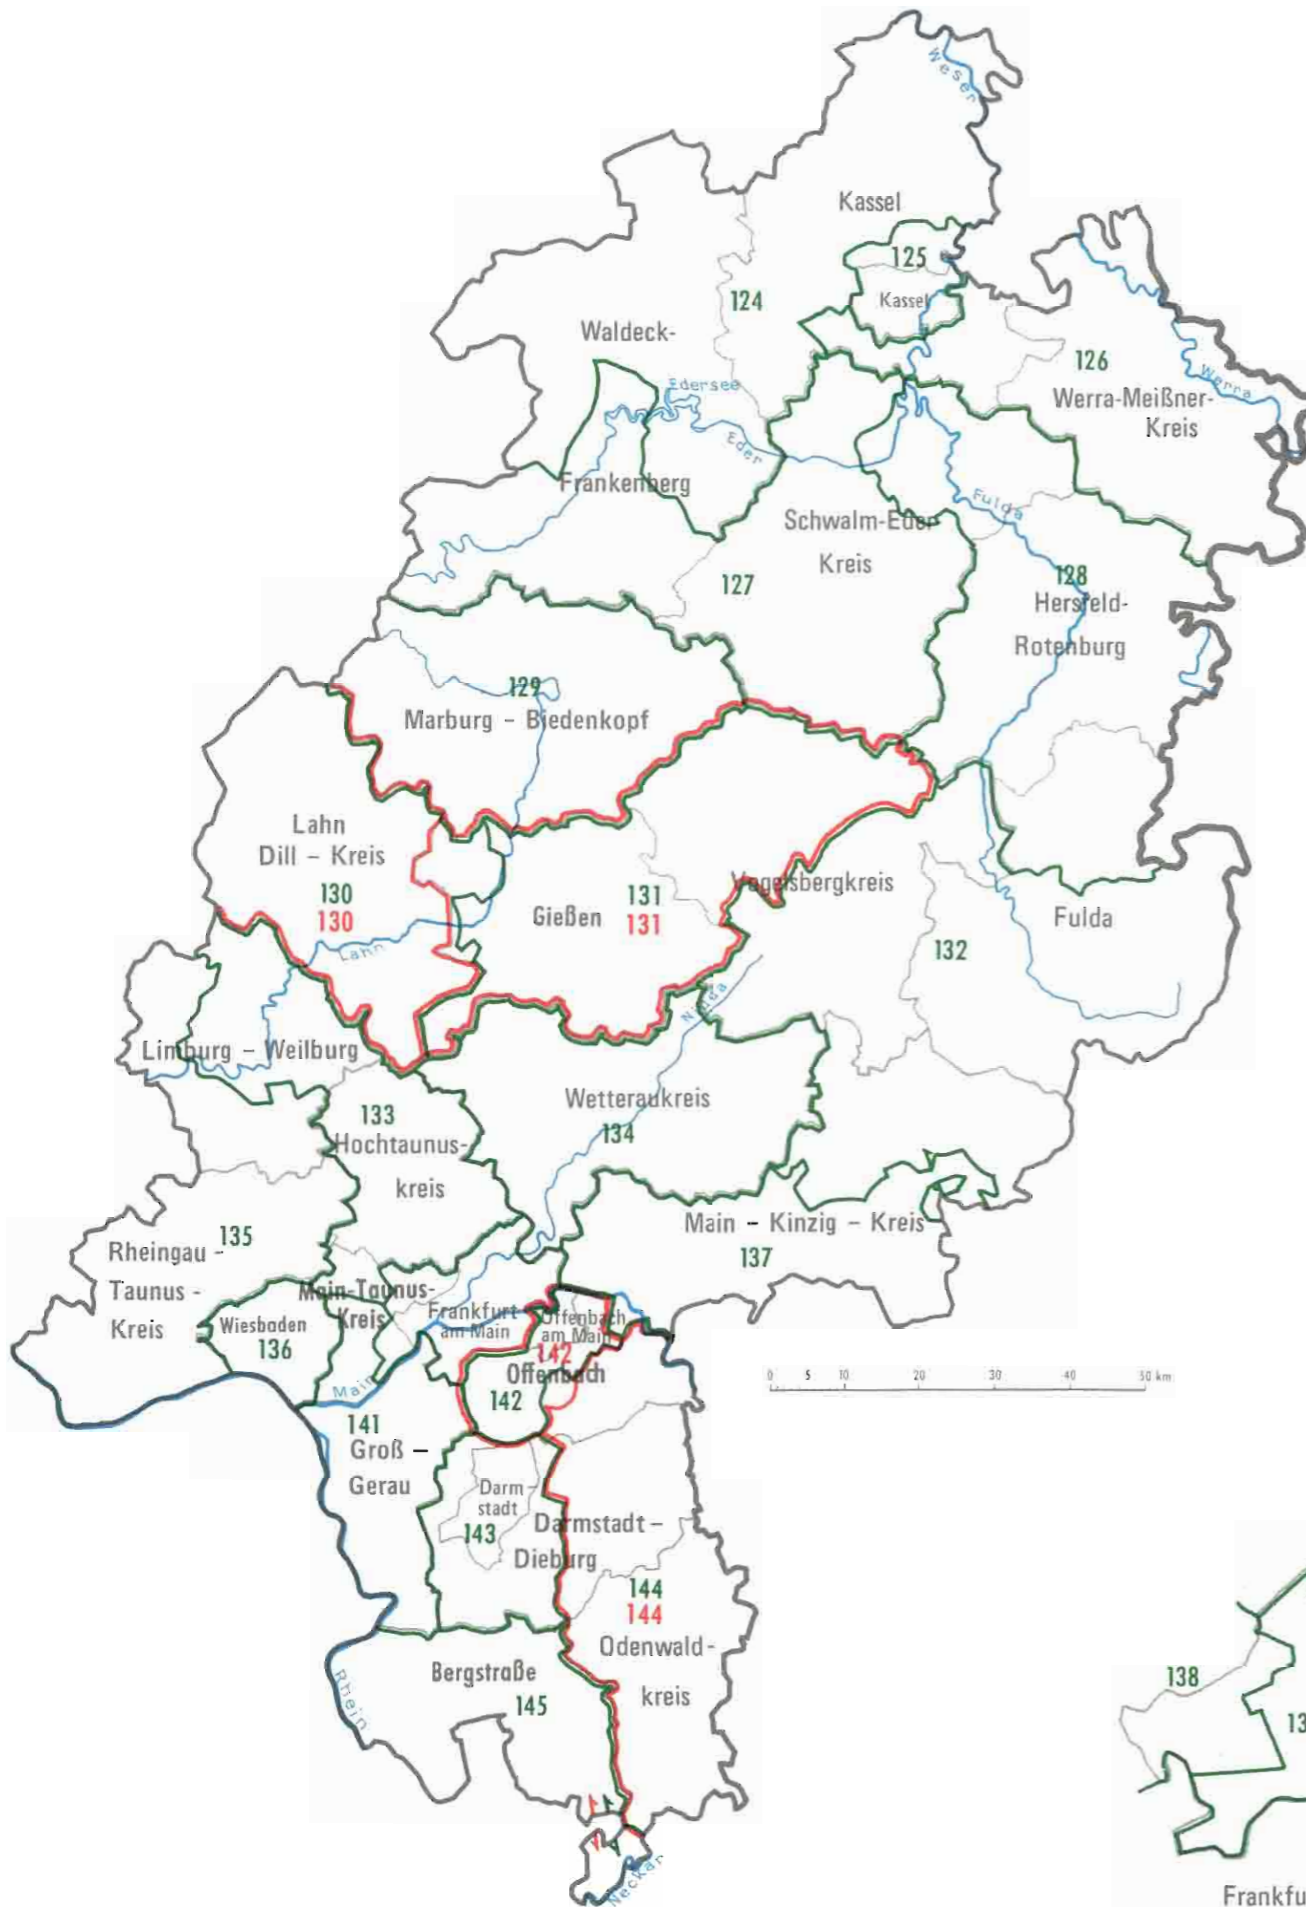 Weser
Kassel
125
Kassel
124
Waldeck-
126
Werra
Edersee
Werra-Meißner-
Kreis
Eder
Frankenberg
Fulda
Schwalm-Eder
Kreis
127
128
Hersfeld-
Rotenburg
129
Marburg – Biedenkopf
Lahn
Dill – Kreis
130
130
Vogelsbergkreis
131
131
Gießen
Fulda
132
Lahn
Nidda
Limburg – Weilburg
Wetteraukreis
134
133
Hochtaunus-
kreis
Main – Kinzig – Kreis
137
135
Rheingau –
Taunus –
Kreis
Main-Taunus-
Kreis
Wiesbaden
136
Frankfurt
am Main
Offenbach
am Main
142
Offenbach
142
0 5 10 20 30 40 50 km
Main
141
Groß –
Gerau
Darm-
stadt
143
Darmstadt –
Dieburg
144
144
Odenwald-
kreis
Bergstraße
145
Rhein
Neckar
138
13
Frankfu